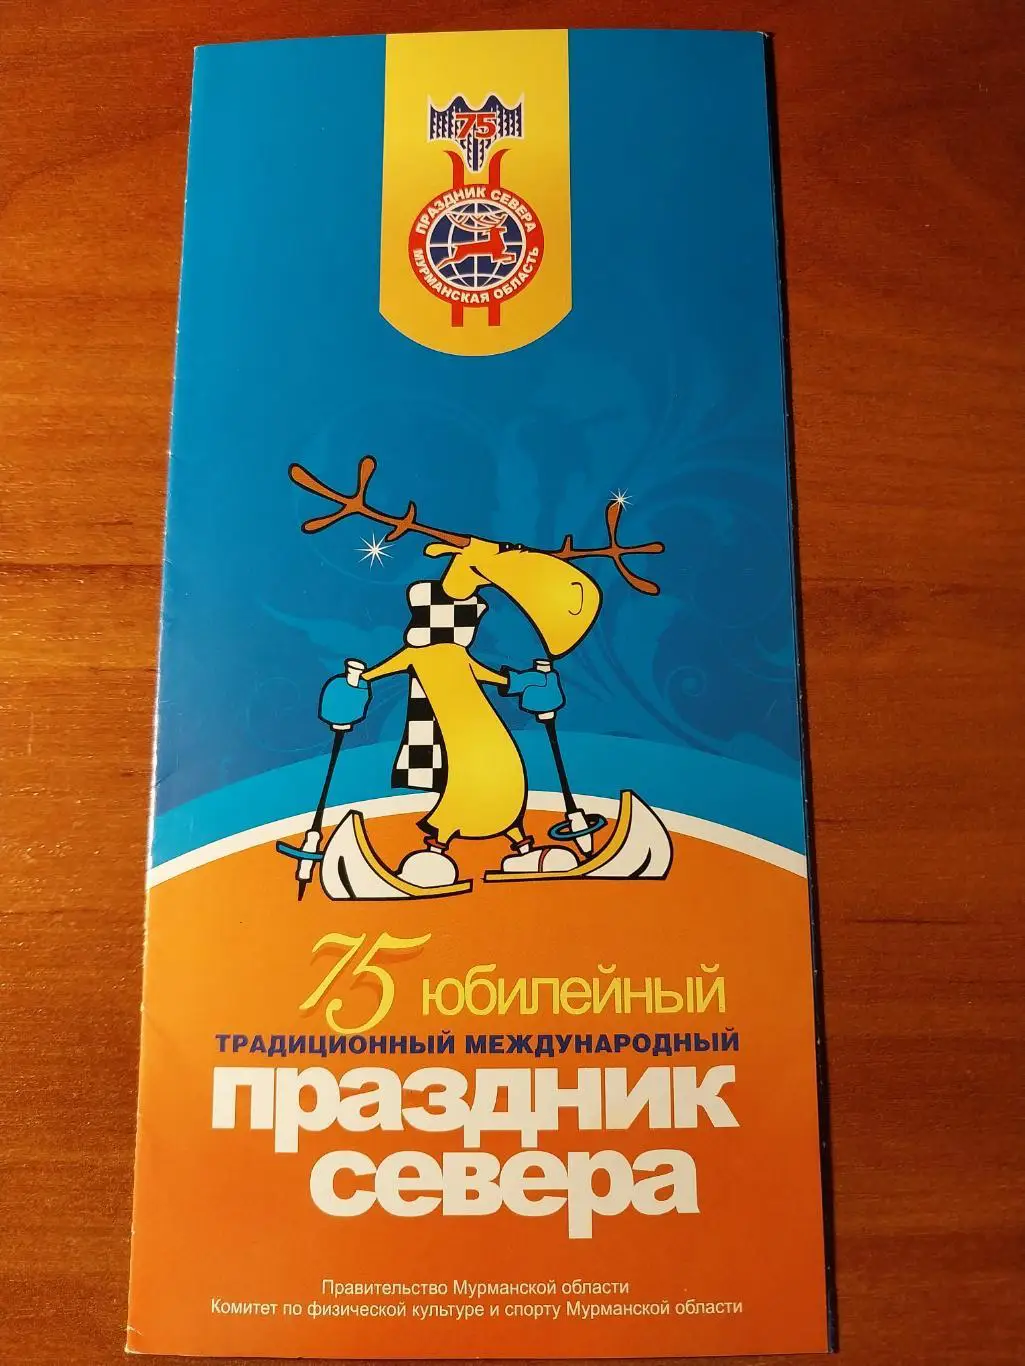 75
ПРАЗДНИК СЕВЕРА
МУРМАНСКАЯ ОБЛАСТЬ
75 юбилейный
ТРАДИЦИОННЫЙ МЕЖДУНАРОДНЫЙ
праздник
севера
Правительство Мурманской области
Комитет по физической культуре и спорту Мурманской области